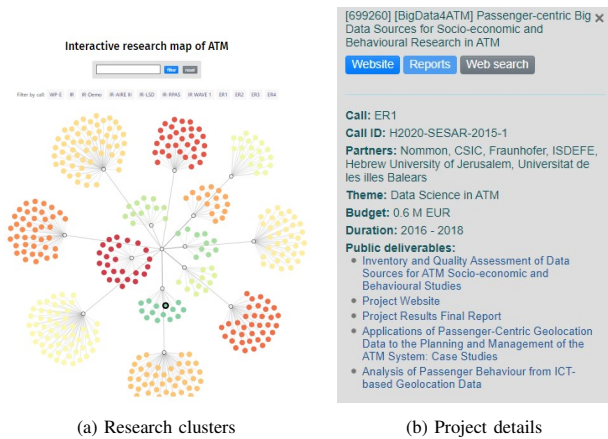 Interactive research map of ATM
filter reset
Filter by call: WP-E IR IR-Demo IR-AIRE III IR-LSD IR-RPAS IR WAVE 1 ER1 ER2 ER3 ER4
[699260] [BigData4ATM] Passenger-centric Big ×
Data Sources for Socio-economic and
Behavioural Research in ATM
Website Reports Web search
Call: ER1
Call ID: H2020-SESAR-2015-1
Partners: Nommon, CSIC, Fraunhofer, ISDEFE,
Hebrew University of Jerusalem, Universitat de
les illes Balears
Theme: Data Science in ATM
Budget: 0.6 M EUR
Duration: 2016 - 2018
Public deliverables:
Inventory and Quality Assessment of Data
Sources for ATM Socio-economic and
Behavioural Studies
Project Website
Project Results Final Report
Applications of Passenger-Centric Geolocation
Data to the Planning and Management of the
ATM System: Case Studies
Analysis of Passenger Behaviour from ICT-
based Geolocation Data
(a) Research clusters
(b) Project details